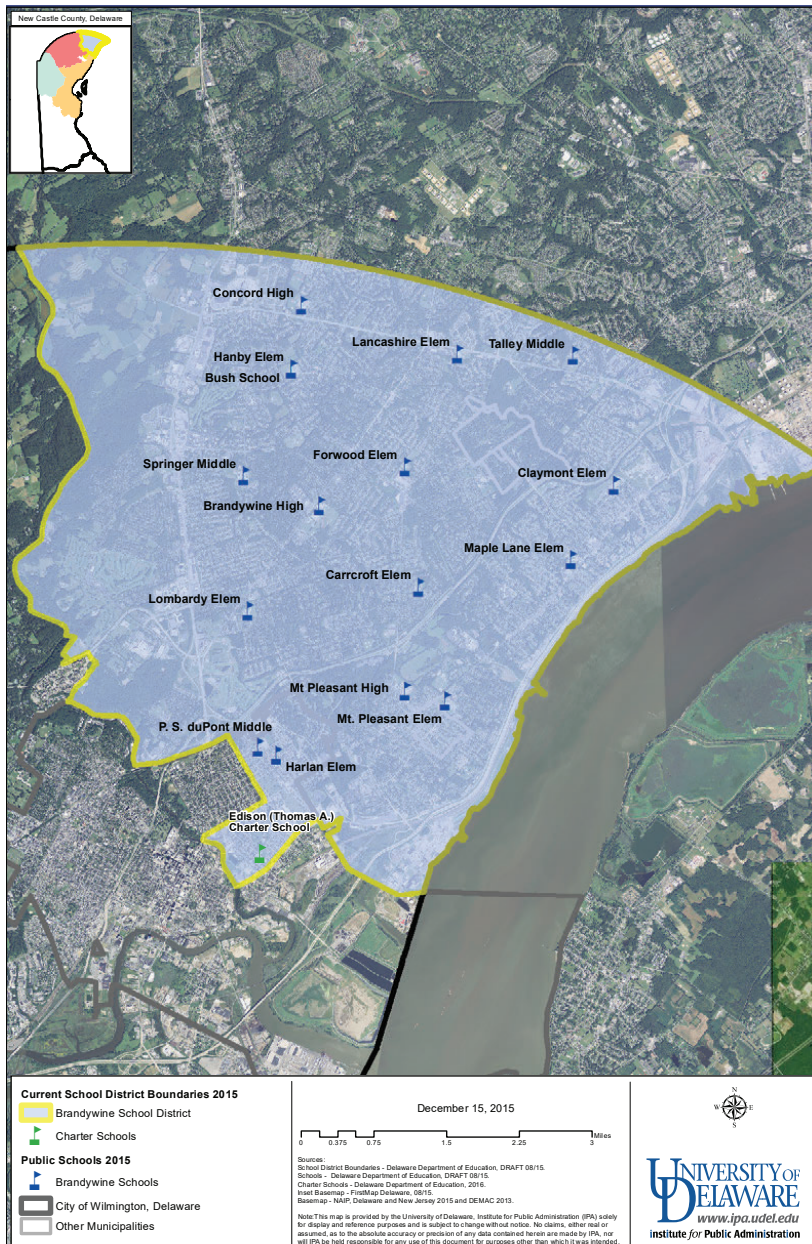 New Castle County, Delaware
Concord High
Lancashire Elem
Talley Middle
Hanby Elem
Bush School
Springer Middle
Forwood Elem
Claymont Elem
Brandywine High
Maple Lane Elem
Carrcroft Elem
Lombardy Elem
Mt Pleasant High
Mt. Pleasant Elem
P. S. duPont Middle
Harlan Elem
Edison (Thomas A.)
Charter School
Current School District Boundaries 2015
Brandywine School District
Charter Schools
Public Schools 2015
Brandywine Schools
City of Wilmington, Delaware
Other Municipalities
December 15, 2015
0 0.375 0.75 1.5 2.25 3 Miles
Sources:
School District Boundaries - Delaware Department of Education, DRAFT 08/15.
Schools - Delaware Department of Education, DRAFT 08/15.
Charter Schools - Delaware Department of Education, 2016.
Inset Basemap - FirstMap Delaware, 08/15.
Basemap - NAIP, Delaware and New Jersey 2015 and DEMAC 2013.
Note:This map is provided by the University of Delaware, Institute for Public Administration (IPA) solely
for display and reference purposes and is subject to change without notice. No claims, either real or
assumed, as to the absolute accuracy or precision of any data contained herein are made by IPA, nor
will IPA be held responsible for any use of this document for purposes other than which it was intended.
N
W E
S
UNIVERSITY OF
DELAWARE
www.ipa.udel.edu
Institute for Public Administration